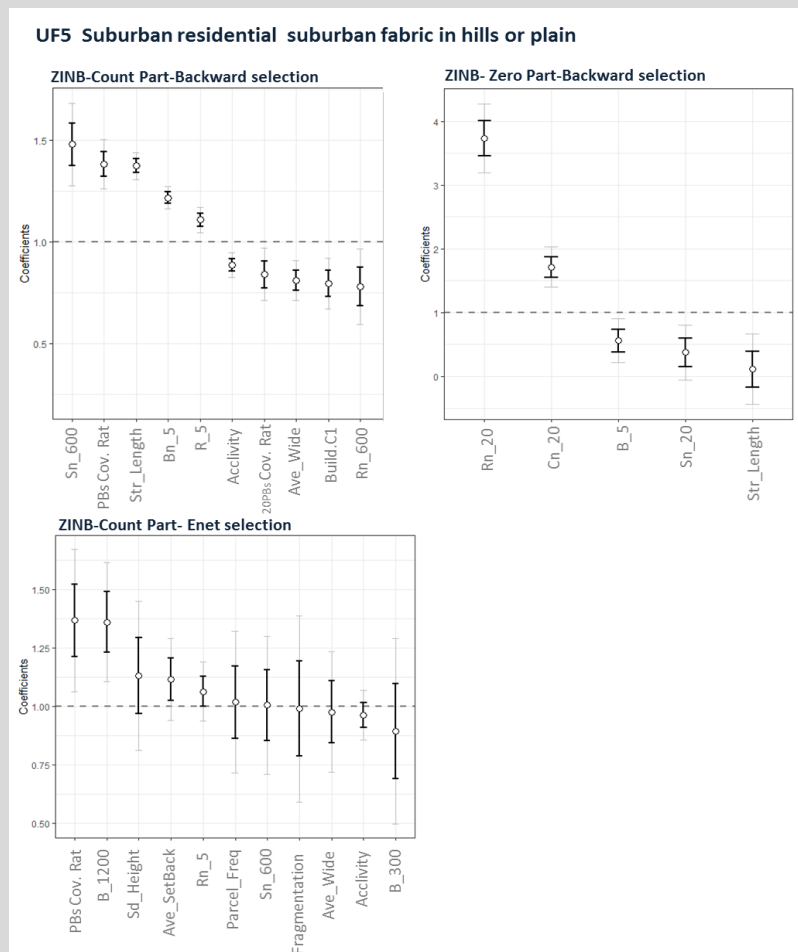 UF5 Suburban residential suburban fabric in hills or plain
ZINB-Count Part-Backward selection
Coefficients
1.5
1.0
0.5
Sn_600
PBs Cov. Rat
Str_Length
Bn_5
R_5
Acclivity
20PBs Cov. Rat
Ave_Wide
Build.C1
Rn_600
ZINB- Zero Part-Backward selection
Coefficients
4
3
2
1
0
Rn_20
Cn_20
B_5
Sn_20
Str_Length
ZINB-Count Part- Enet selection
Coefficients
1.50
1.25
1.00
0.75
0.50
PBs Cov. Rat
B_1200
Sd_Height
Ave_SetBack
Rn_5
Parcel_Freq
Sn_600
Fragmentation
Ave_Wide
Acclivity
B_300